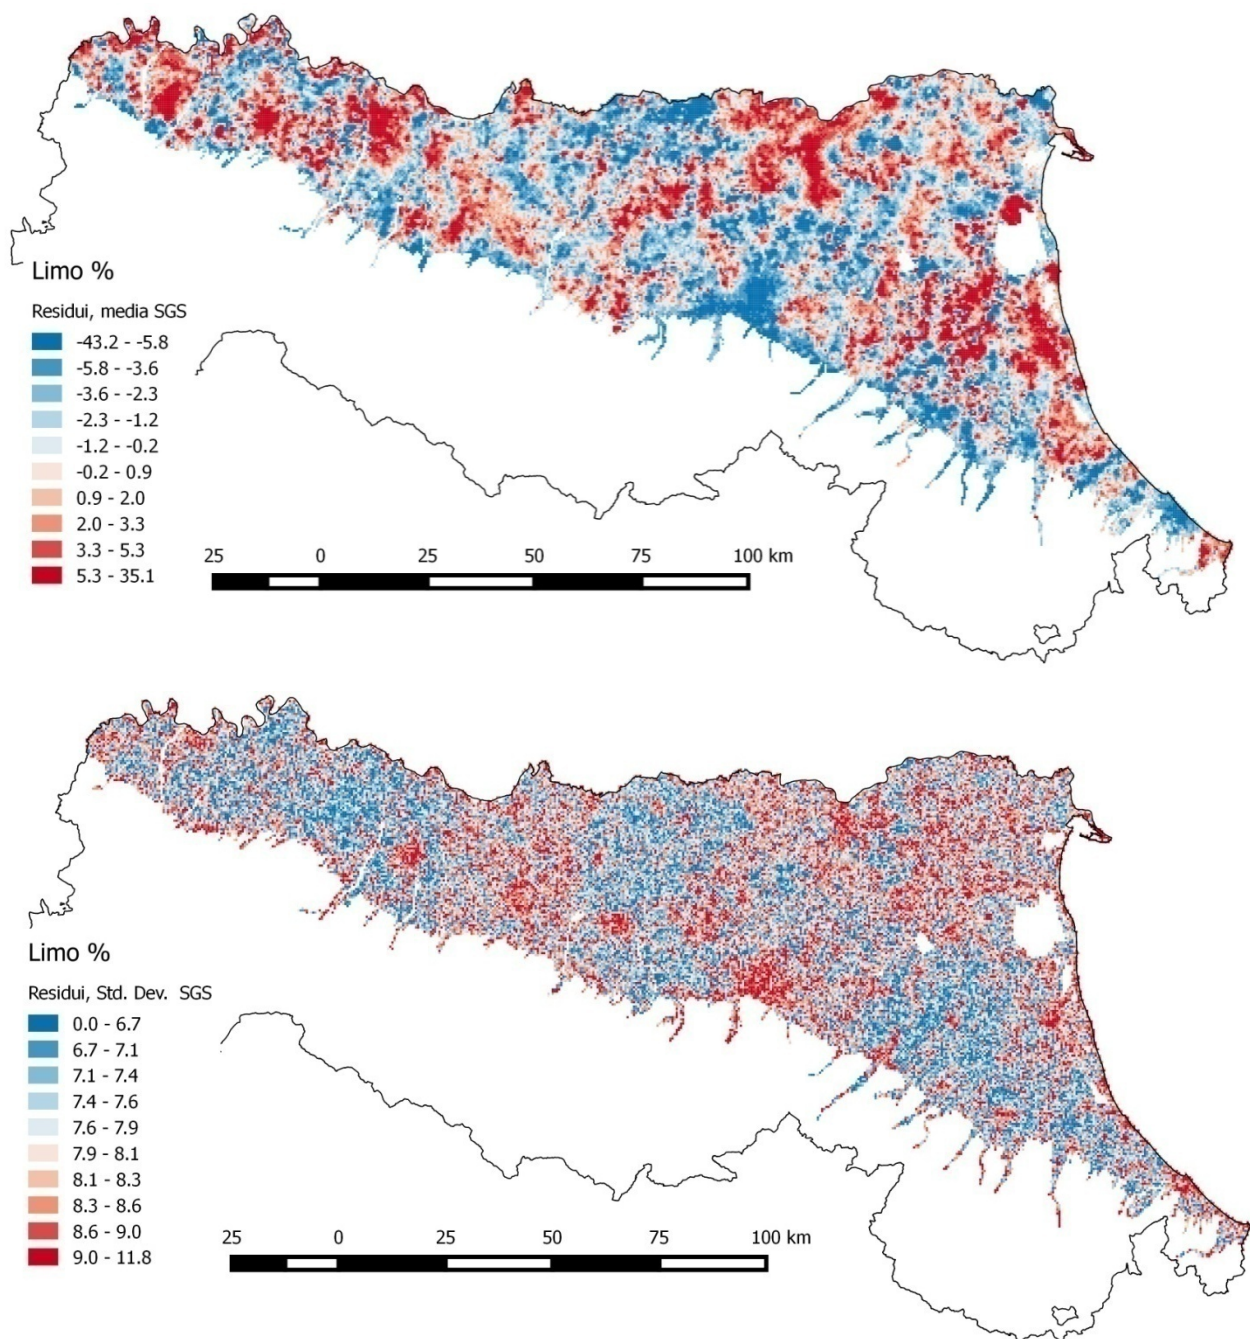 Limo %
Residui, media SGS
-43.2 - -5.8
-5.8 - -3.6
-3.6 - -2.3
-2.3 - -1.2
-1.2 - -0.2
-0.2 - 0.9
0.9 - 2.0
2.0 - 3.3
3.3 - 5.3
5.3 - 35.1
25 0 25 50 75 100 km
Limo %
Residui, Std. Dev. SGS
0.0 - 6.7
6.7 - 7.1
7.1 - 7.4
7.4 - 7.6
7.6 - 7.9
7.9 - 8.1
8.1 - 8.3
8.3 - 8.6
8.6 - 9.0
9.0 - 11.8
25 0 25 50 75 100 km